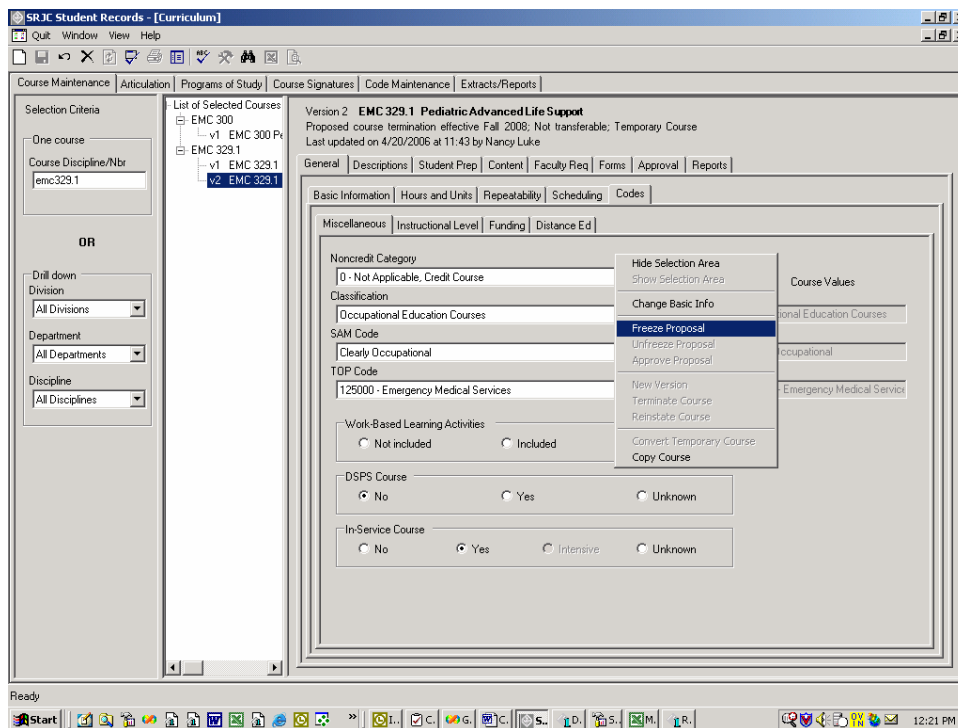 SRJC Student Records - [Curriculum]
Quit Window View Help
Course Maintenance Articulation Programs of Study Course Signatures Code Maintenance Extracts/Reports
Selection Criteria
One course
Course Discipline/Nbr
emc329.1
OR
Drill down
Division
All Divisions
Department
All Departments
Discipline
All Disciplines
List of Selected Courses
EMC 300
v1 EMC 300 Pe
EMC 329.1
v1 EMC 329.1
v2 EMC 329.1
Version 2 EMC 329.1 Pediatric Advanced Life Support
Proposed course termination effective Fall 2008; Not transferable; Temporary Course
Last updated on 4/20/2006 at 11:43 by Nancy Luke
General Descriptions Student Prep Content Faculty Req Forms Approval Reports
Basic Information Hours and Units Repeatability Scheduling Codes
Miscellaneous Instructional Level Funding Distance Ed
Noncredit Category
0 - Not Applicable, Credit Course
Classification
Occupational Education Courses
SAM Code
Clearly Occupational
TOP Code
125000 - Emergency Medical Services
Work-Based Learning Activities
Not included Included
DSPS Course
No Yes Unknown
In-Service Course
No Yes Intensive Unknown
Hide Selection Area
Show Selection Area
Change Basic Info
Freeze Proposal
Unfreeze Proposal
Approve Proposal
New Version
Terminate Course
Reinstate Course
Convert Temporary Course
Copy Course
Course Values
ional Education Courses
ccupational
- Emergency Medical Service
Ready
Start I.. C. G. C. S.. D. S.. M. R. 12:21 PM